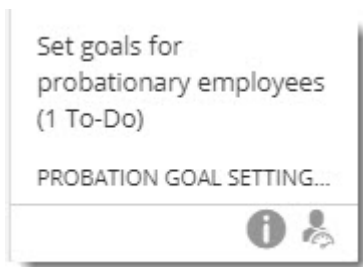 Set goals for
probationary employees
(1 To-Do)
PROBATION GOAL SETTING...